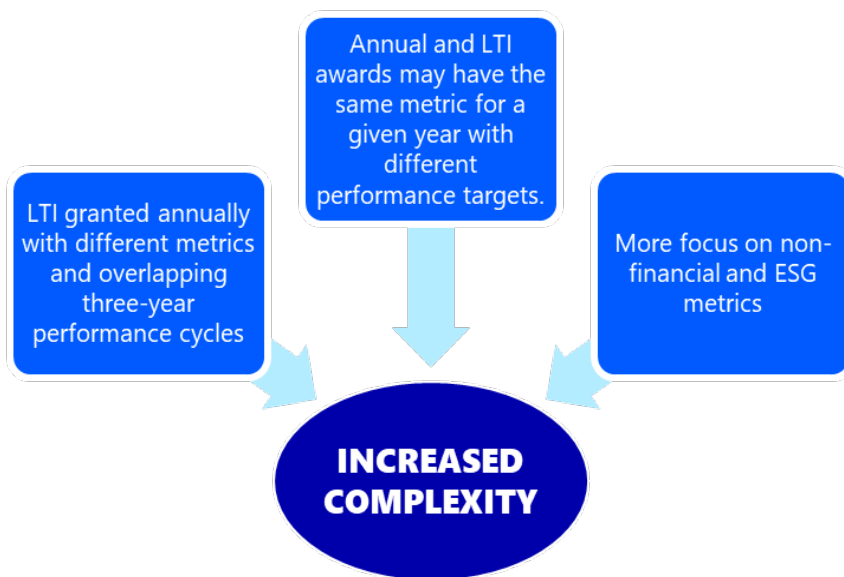 Annual and LTI
awards may have the
same metric for a
given year with
different
performance targets.
LTI granted annually
with different metrics
and overlapping
three-year
performance cycles
More focus on non-
financial and ESG
metrics
INCREASED
COMPLEXITY